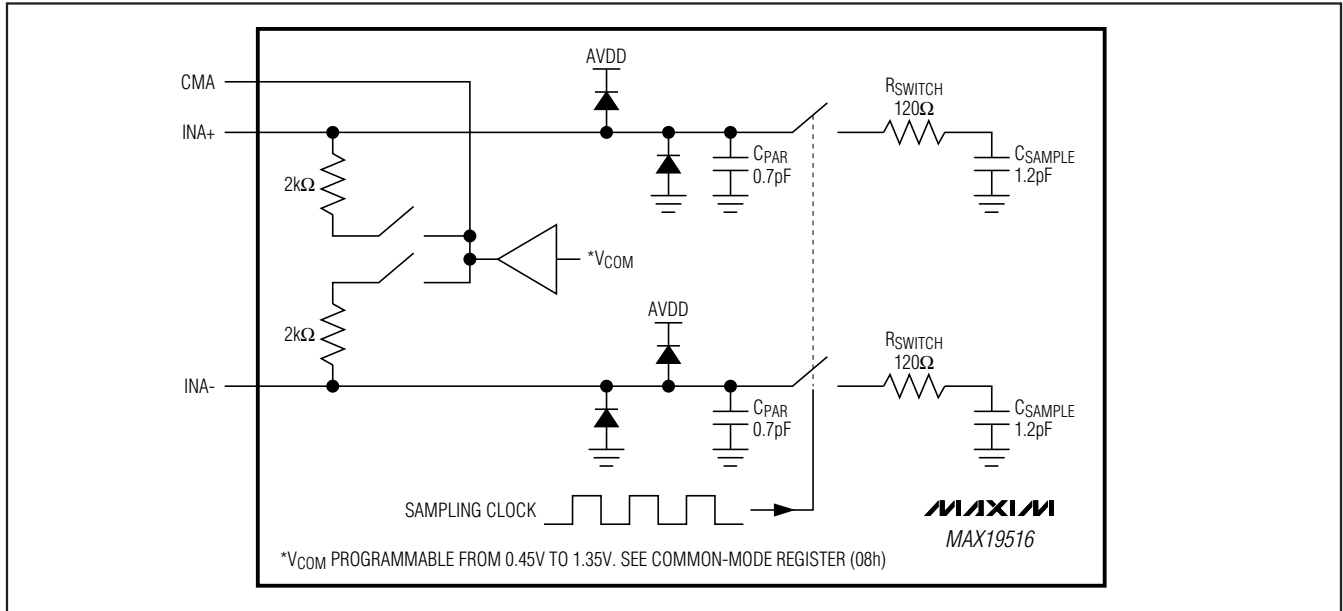 AVDD
CMA
RSWITCH
120Ω
INA+
CPAR
0.7pF
CSAMPLE
1.2pF
2kΩ
*VCOM
AVDD
2kΩ
RSWITCH
120Ω
INA-
CPAR
0.7pF
CSAMPLE
1.2pF
SAMPLING CLOCK
MAXIM
MAX19516
*VCOM PROGRAMMABLE FROM 0.45V TO 1.35V. SEE COMMON-MODE REGISTER (08h)